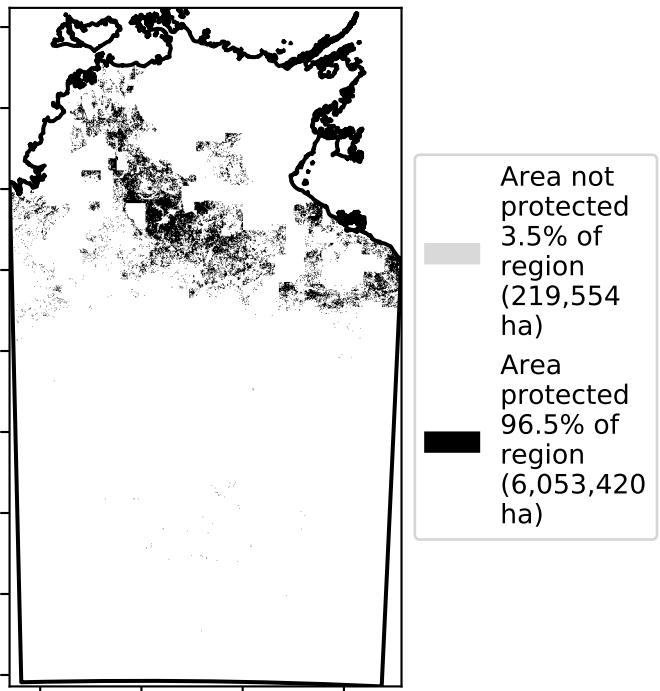 Area not
protected
3.5% of
region
(219,554
ha)
Area
protected
96.5% of
region
(6,053,420
ha)